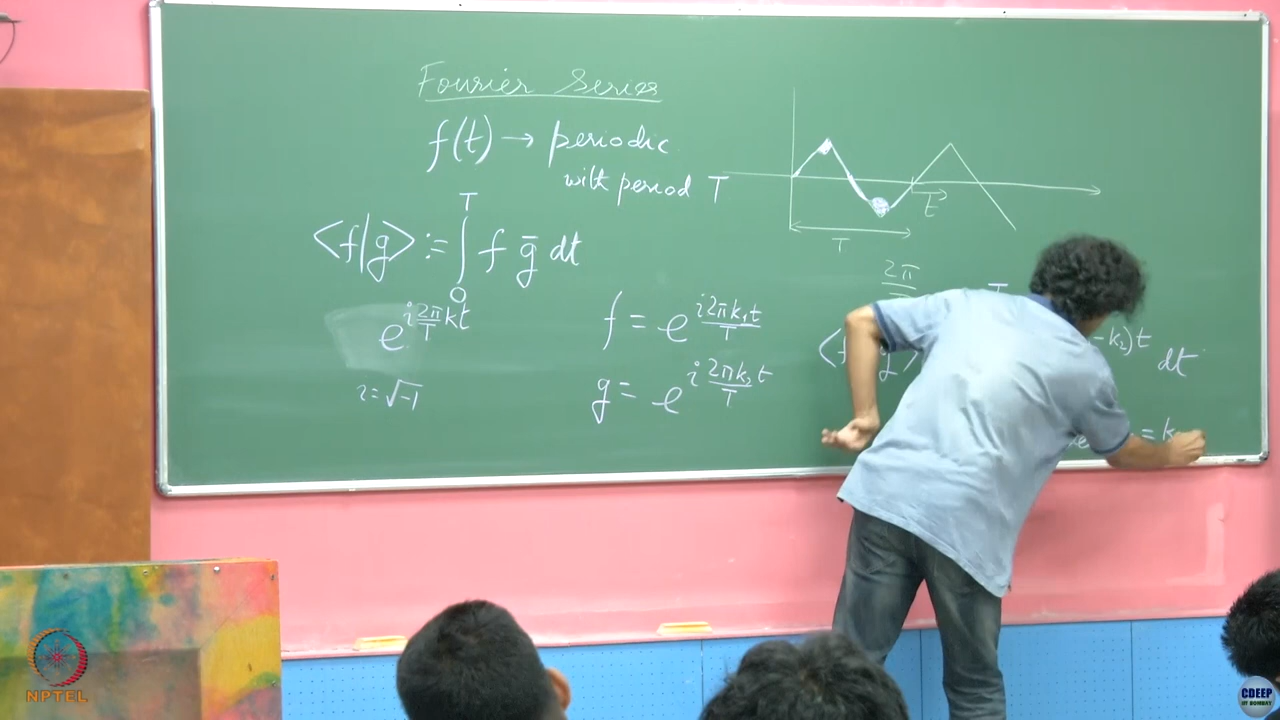 Fourier Series
f(t) → periodic
with period T
⟨f|g⟩ := ∫₀ᵀ f ḡ dt
e^{i 2π/T kt}
i = √-1
f = e^{i2πk₁t/T}
g = e^{i 2πk₂t/T}
T
t
2π
T
-k₂)t dt
= k
NPTEL
CDEEP
IIT BOMBAY